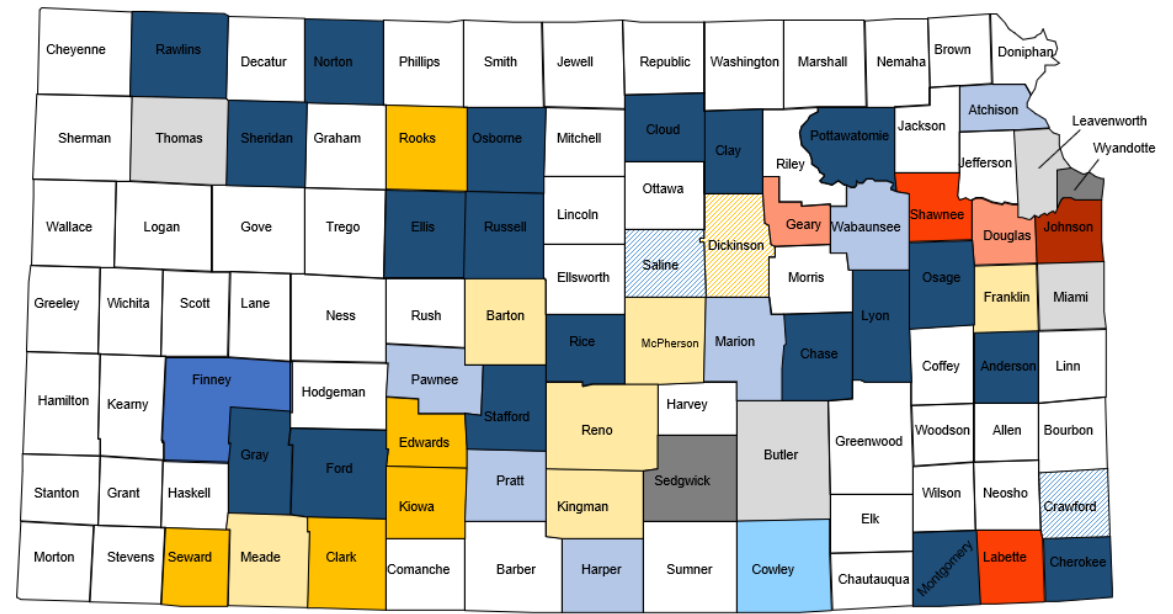 Cheyenne
Rawlins
Decatur
Norton
Phillips
Smith
Jewell
Republic
Washington
Marshall
Nemaha
Brown
Doniphan
Sherman
Thomas
Sheridan
Graham
Rooks
Osborne
Mitchell
Cloud
Clay
Riley
Pottawatomie
Jackson
Atchison
Jefferson
Leavenworth
Wyandotte
Wallace
Logan
Gove
Trego
Ellis
Russell
Lincoln
Ottawa
Saline
Dickinson
Geary
Wabaunsee
Shawnee
Douglas
Johnson
Greeley
Wichita
Scott
Lane
Ness
Rush
Barton
Ellsworth
Rice
McPherson
Marion
Morris
Chase
Lyon
Osage
Franklin
Miami
Hamilton
Kearny
Finney
Hodgeman
Pawnee
Stafford
Reno
Harvey
Butler
Greenwood
Coffey
Anderson
Linn
Gray
Ford
Edwards
Woodson
Allen
Bourbon
Stanton
Grant
Haskell
Kiowa
Pratt
Kingman
Sedgwick
Elk
Wilson
Neosho
Crawford
Morton
Stevens
Seward
Meade
Clark
Comanche
Barber
Harper
Sumner
Cowley
Chautauqua
Montgomery
Labette
Cherokee